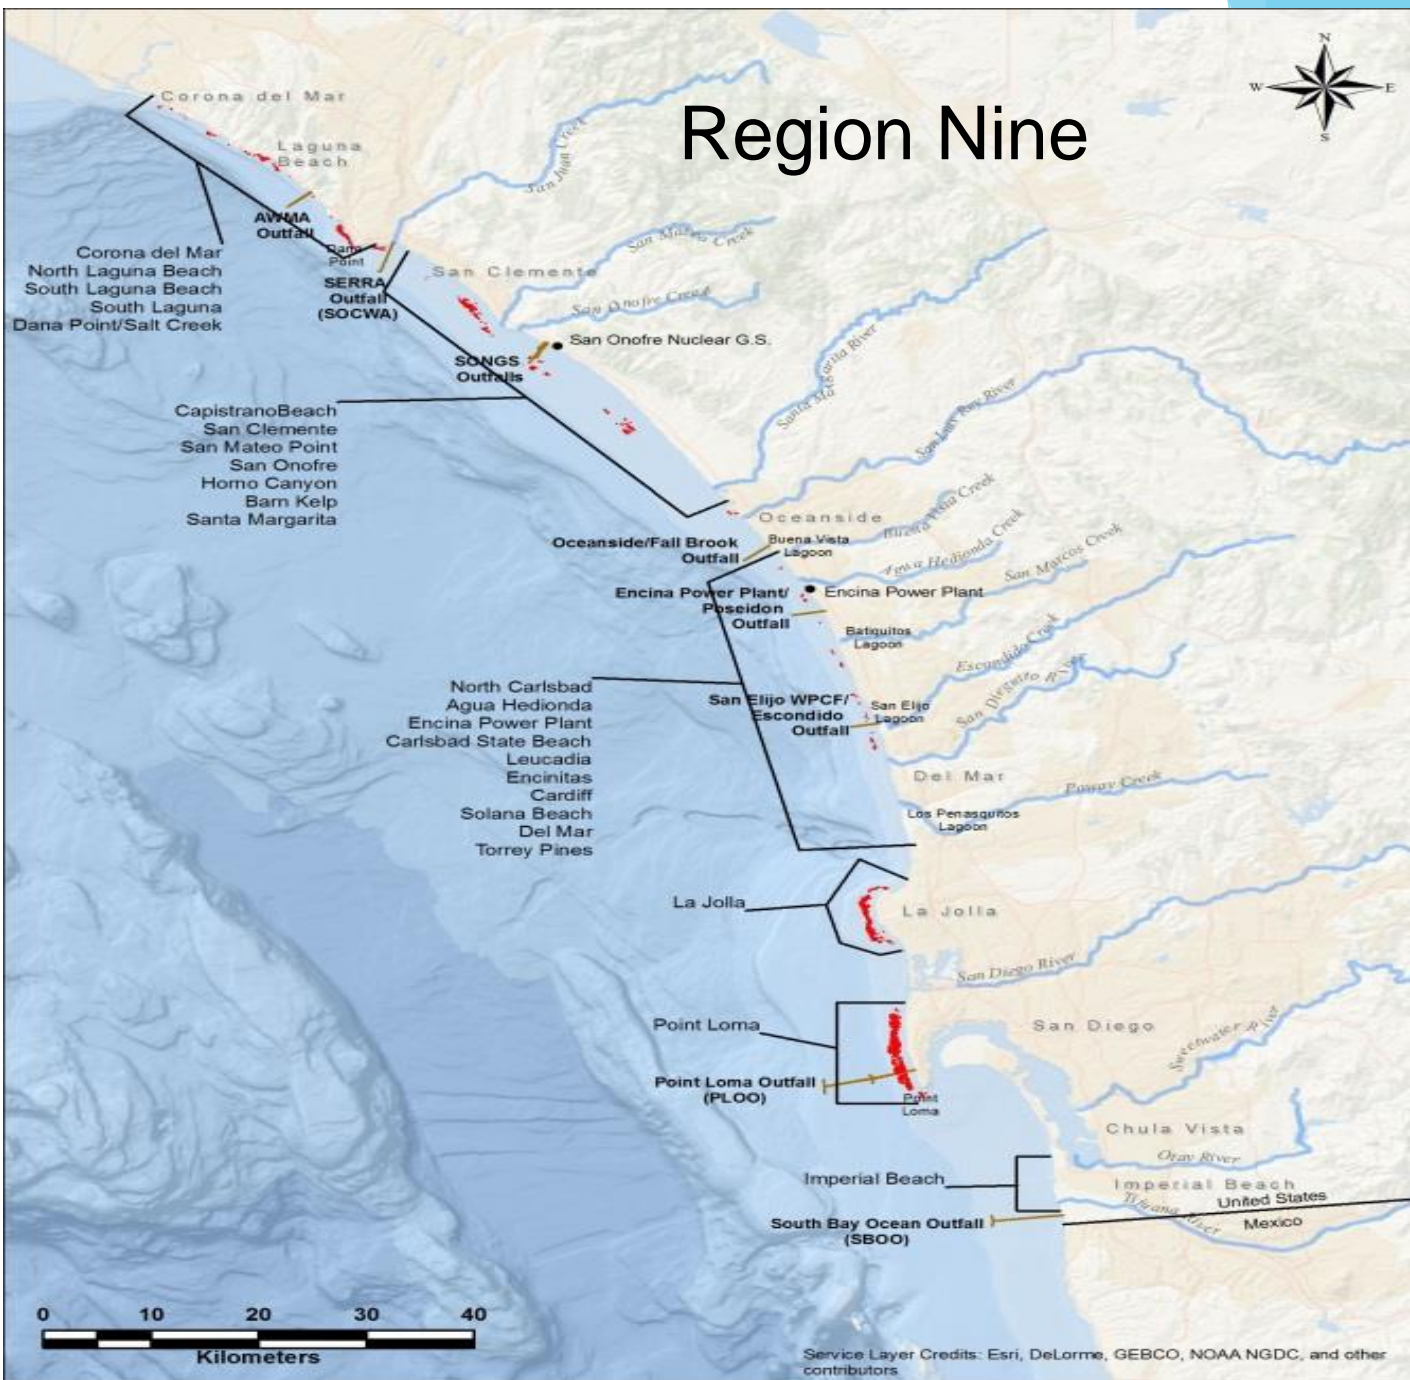 Region Nine
N
W
E
S
Corona del Mar
Laguna
Beach
San Juan Creek
AWMA
Outfall
Corona del Mar
North Laguna Beach
South Laguna Beach
South Laguna
Dana Point/Salt Creek
Dana
Point
San Mateo Creek
San Clemente
SERRA
Outfall
(SOCWA)
San Onofre Creek
San Onofre Nuclear G.S.
SONGS
Outfalls
Santa Margarita River
San Luis Rey River
CapistranoBeach
San Clemente
San Mateo Point
San Onofre
Horno Canyon
Barn Kelp
Santa Margarita
Oceanside
Buena Vista Creek
Oceanside/Fall Brook
Outfall
Buena Vista
Lagoon
Agua Hedionda Creek
San Marcos Creek
Encina Power Plant/
Poseidon
Outfall
Encina Power Plant
Batiquitos
Lagoon
Escondido Creek
San Dieguito River
North Carlsbad
Agua Hedionda
Encina Power Plant
Carlsbad State Beach
Leucadia
Encinitas
Cardiff
Solana Beach
Del Mar
Torrey Pines
San Elijo WPCF/
Escondido
Outfall
San Elijo
Lagoon
Del Mar
Poway Creek
Los Penasquitos
Lagoon
La Jolla
La Jolla
San Diego River
Point Loma
San Diego
Sweetwater River
Point Loma Outfall
(PLOO)
Point
Loma
Chula Vista
Otay River
Imperial Beach
Imperial Beach
Tijuana River
United States
Mexico
South Bay Ocean Outfall
(SBOO)
0 10 20 30 40
Kilometers
Service Layer Credits: Esri, DeLorme, GEBCO, NOAA NGDC, and other
contributors